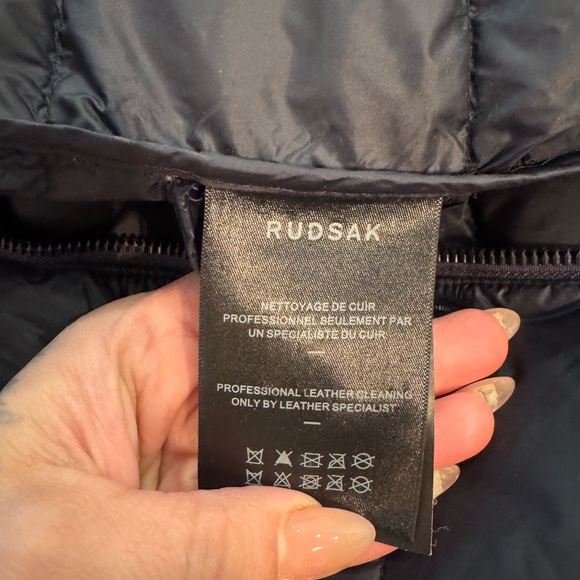 RUDSAK
NETTOYAGE DE CUIR
PROFESSIONNEL SEULEMENT PAR
UN SPECIALISTE DU CUIR
PROFESSIONAL LEATHER CLEANING
ONLY BY LEATHER SPECIALIST